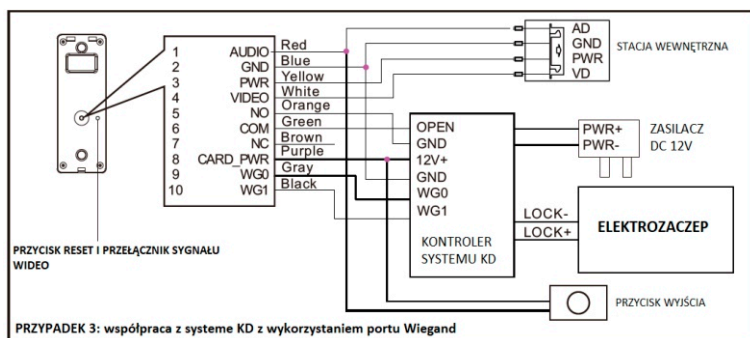 1 AUDIO Red
2 GND Blue
3 PWR Yellow
4 VIDEO White
5 NO Orange
6 COM Green
7 NC Brown
8 CARD_PWR Purple
9 WG0 Gray
10 WG1 Black
AD
GND
PWR
VD
STACJA WEWNĘTRZNA
OPEN
GND
12V+
GND
WG0
WG1
KONTROLER
SYSTEMU KD
PWR+
PWR-
ZASILACZ
DC 12V
LOCK-
LOCK+
ELEKTROZACZEP
PRZYCISK WYJŚCIA
PRZYCISK RESET I PRZEŁĄCZNIK SYGNAŁU
WIDEO
PRZYPADEK 3: współpraca z systeme KD z wykorzystaniem portu Wiegand